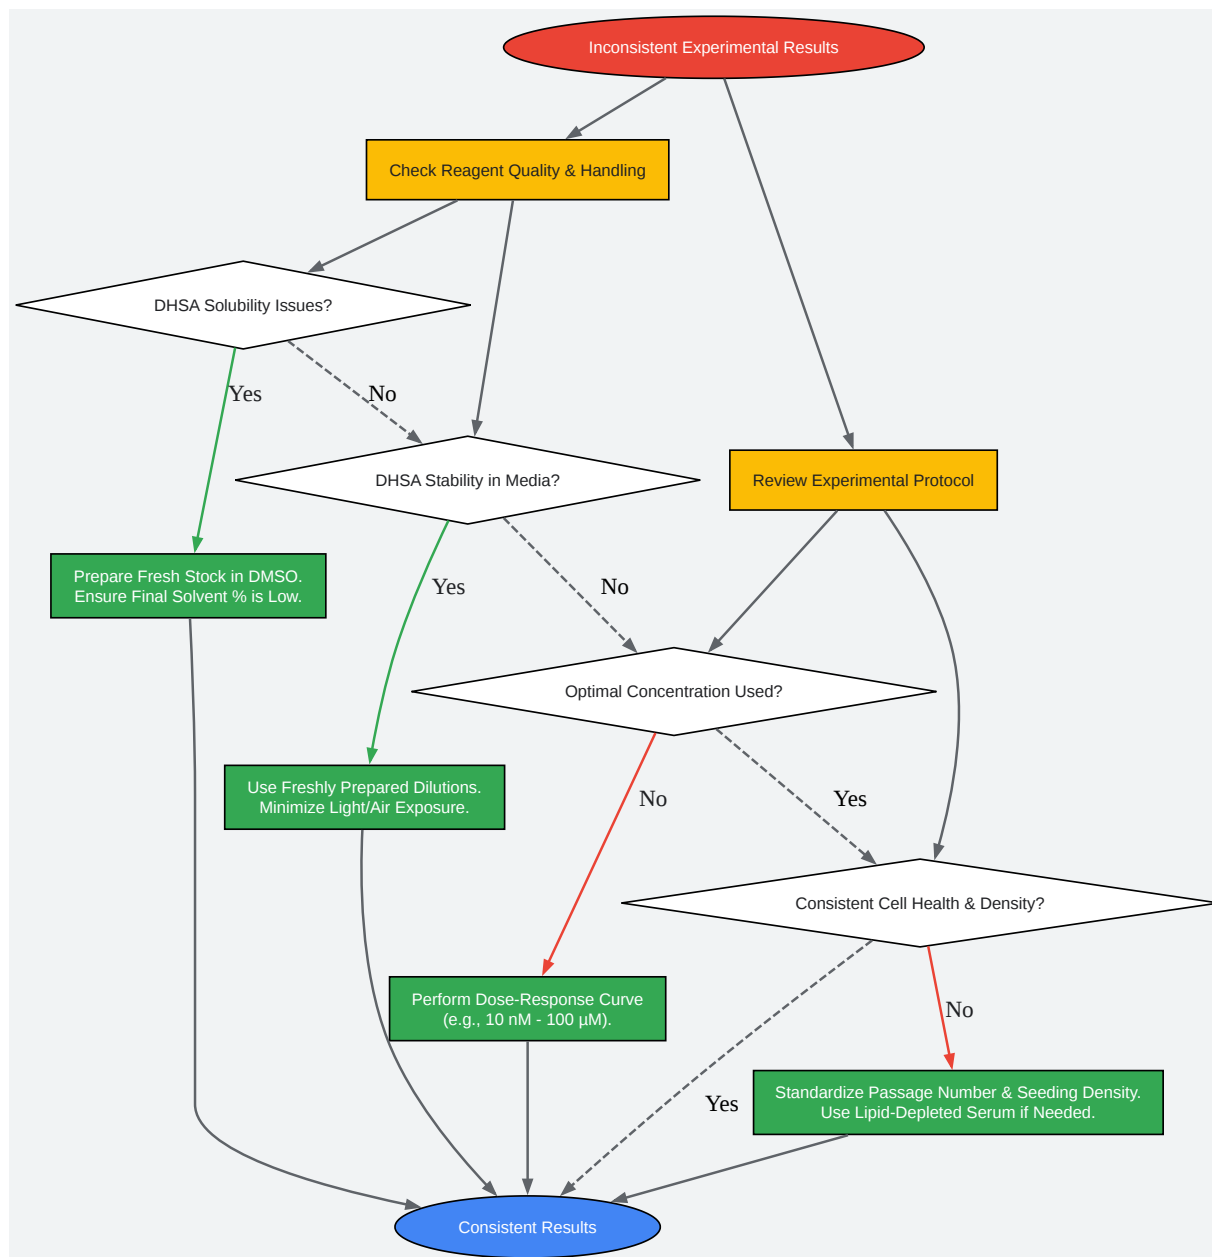 Inconsistent Experimental Results
Check Reagent Quality & Handling
DHSA Solubility Issues?
Yes
No
DHSA Stability in Media?
Review Experimental Protocol
Prepare Fresh Stock in DMSO.
Ensure Final Solvent % is Low.
Yes
No
Optimal Concentration Used?
Use Freshly Prepared Dilutions.
Minimize Light/Air Exposure.
No
Yes
Consistent Cell Health & Density?
Perform Dose-Response Curve
(e.g., 10 nM - 100 µM).
No
Yes
Standardize Passage Number & Seeding Density.
Use Lipid-Depleted Serum if Needed.
Consistent Results